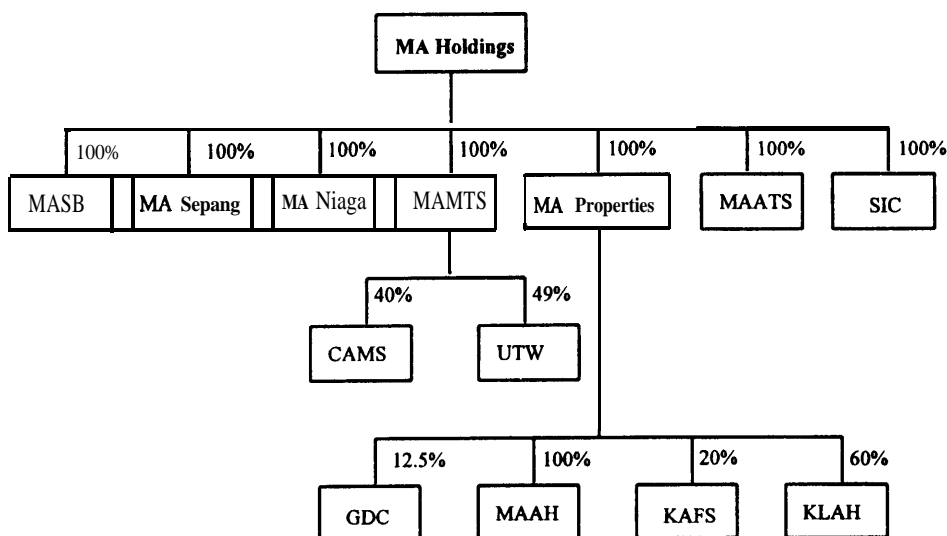 MA Holdings
100% 100% 100% 100% 100% 100% 100%
MASB MA Sepang MA Niaga MAMTS MA Properties MAATS SIC
40% 49%
CAMS UTW
12.5% 100% 20% 60%
GDC MAAH KAFS KLAH